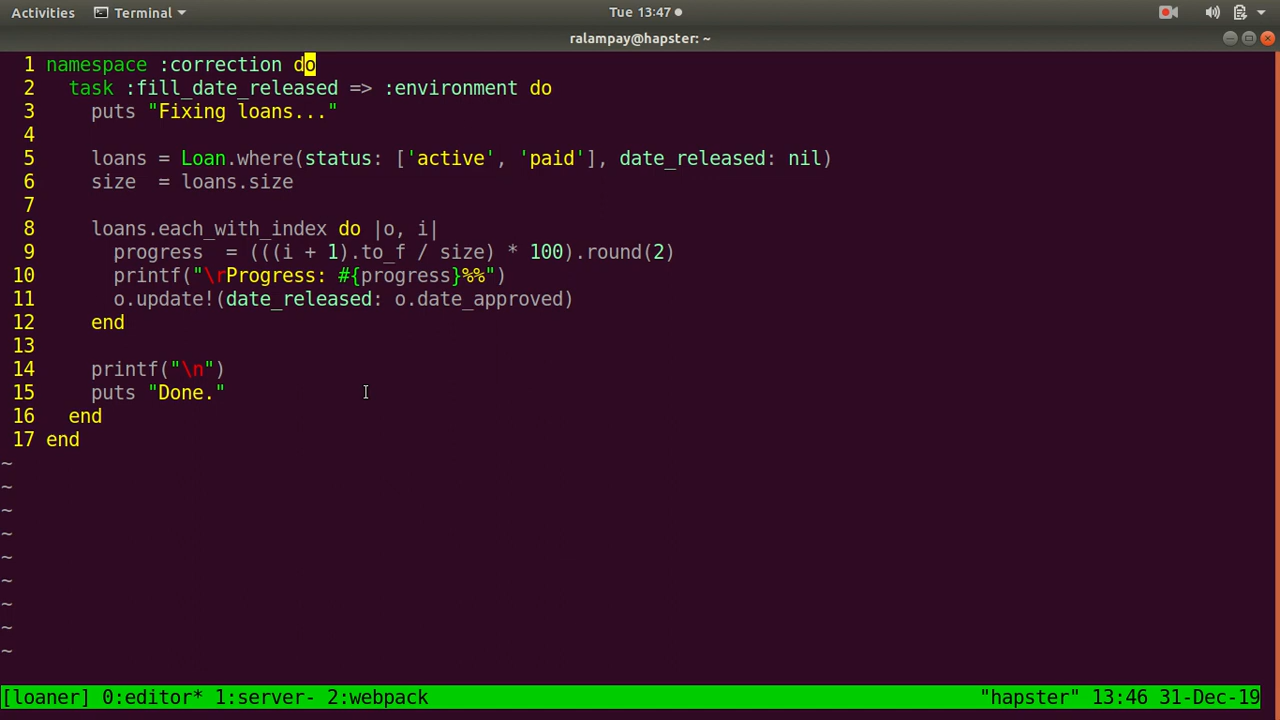 Activities Terminal Tue 13:47
ralampay@hapster: ~
1 namespace :correction do
2   task :fill_date_released => :environment do
3     puts "Fixing loans..."
4
5     loans = Loan.where(status: ['active', 'paid'], date_released: nil)
6     size  = loans.size
7
8     loans.each_with_index do |o, i|
9       progress  = (((i + 1).to_f / size) * 100).round(2)
10       printf("\rProgress: #{progress}%%")
11       o.update!(date_released: o.date_approved)
12     end
13
14     printf("\n")
15     puts "Done."
16   end
17 end
~
~
~
~
~
~
~
~
~
[loaner] 0:editor* 1:server- 2:webpack "hapster" 13:46 31-Dec-19